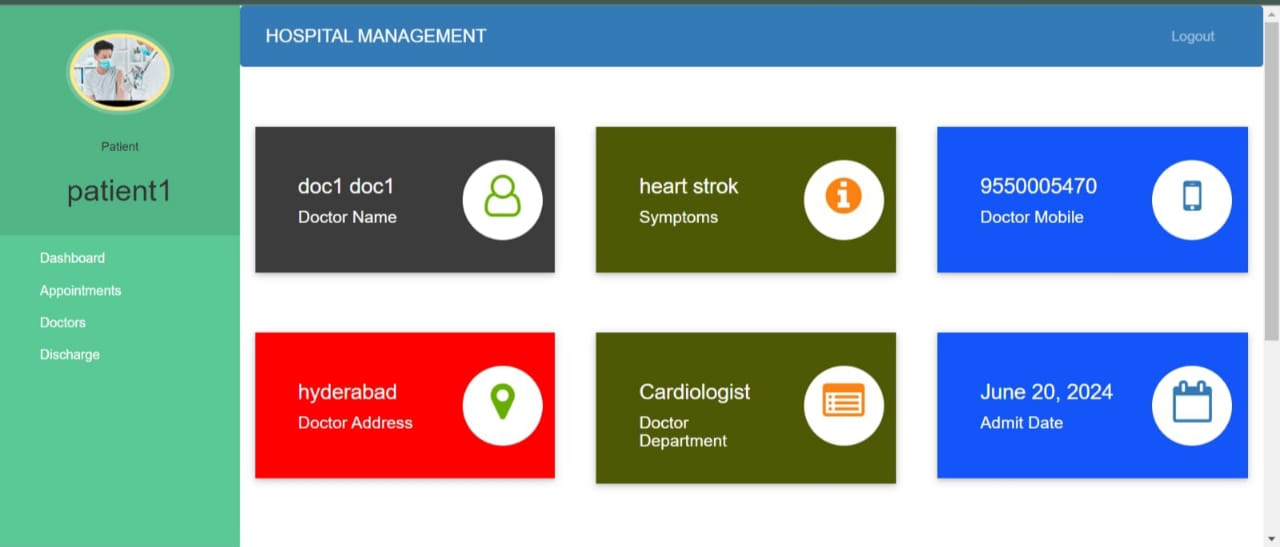 HOSPITAL MANAGEMENT
Logout
Patient
patient1
Dashboard
Appointments
Doctors
Discharge
doc1 doc1
Doctor Name
heart strok
Symptoms
9550005470
Doctor Mobile
hyderabad
Doctor Address
Cardiologist
Doctor
Department
June 20, 2024
Admit Date